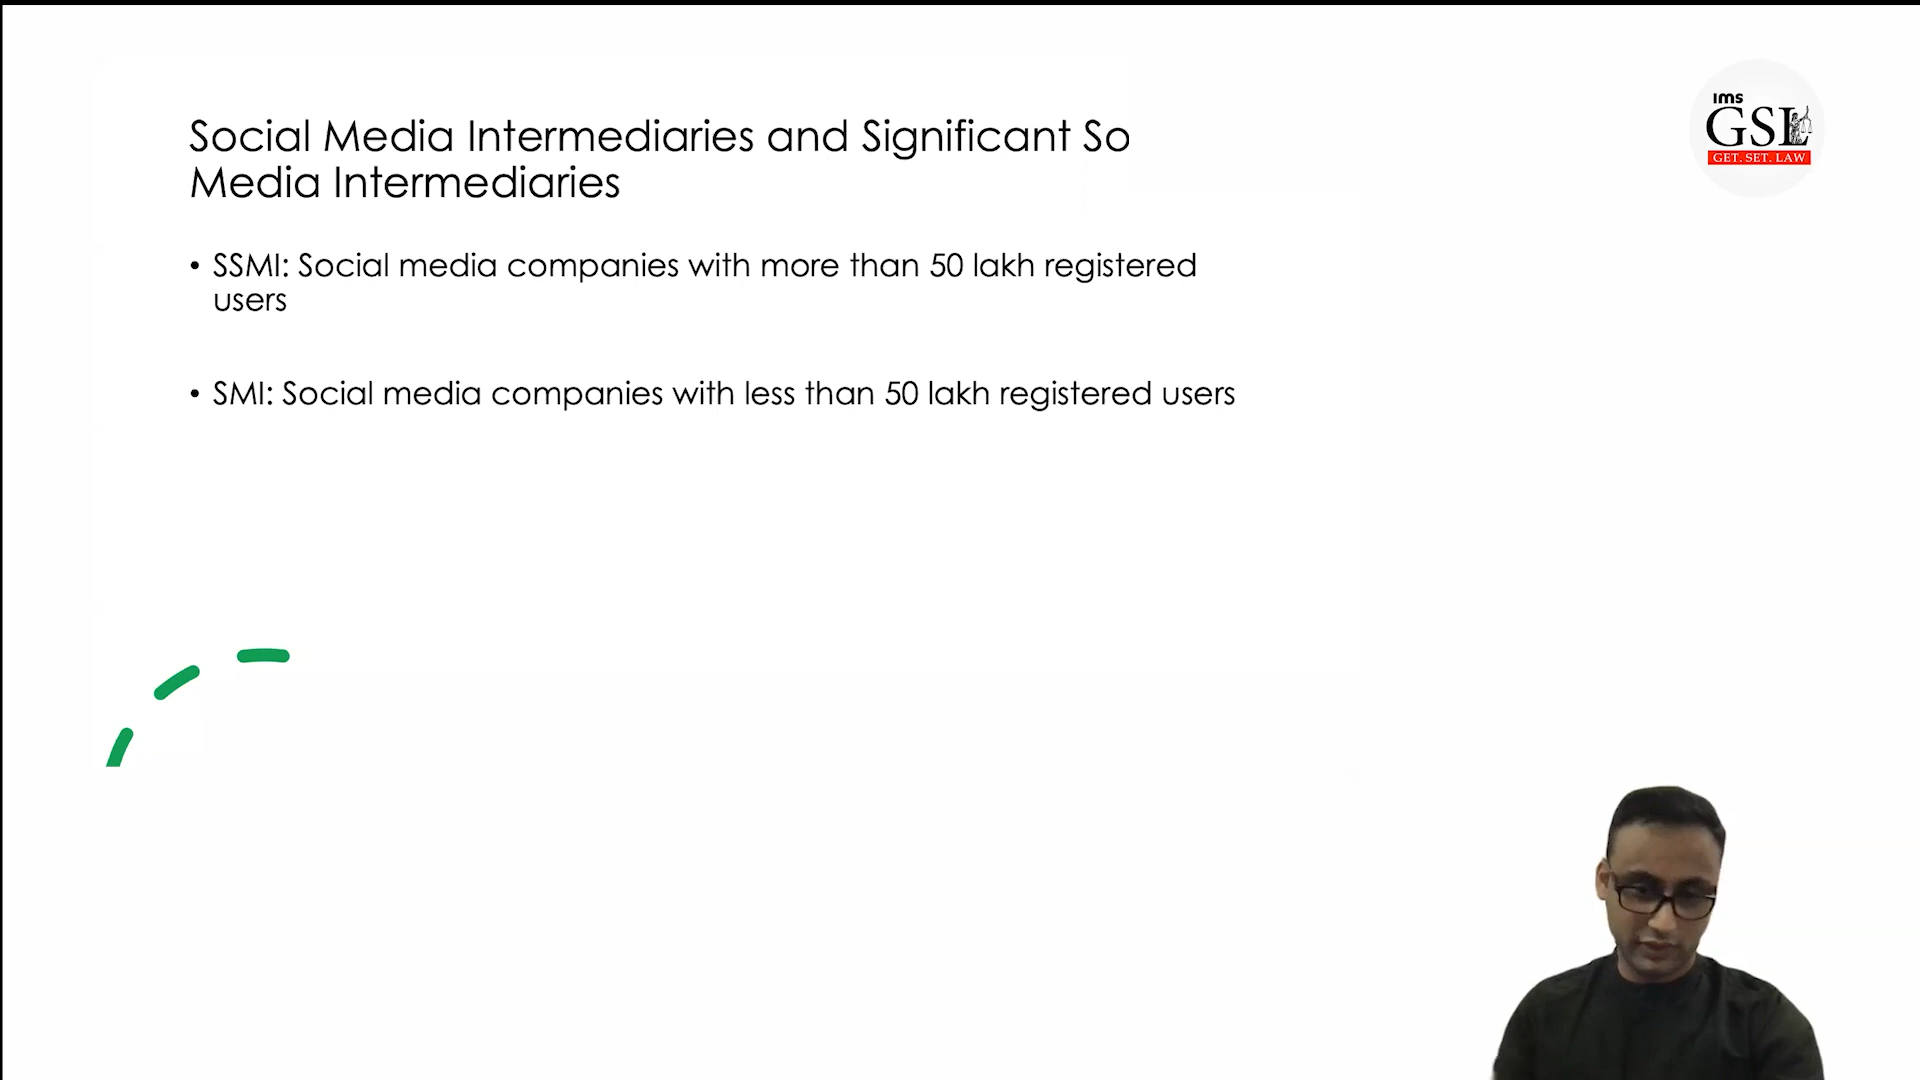 Social Media Intermediaries and Significant So
Media Intermediaries
• SSMI: Social media companies with more than 50 lakh registered
users
• SMI: Social media companies with less than 50 lakh registered users
ims
GSL
GET. SET. LAW